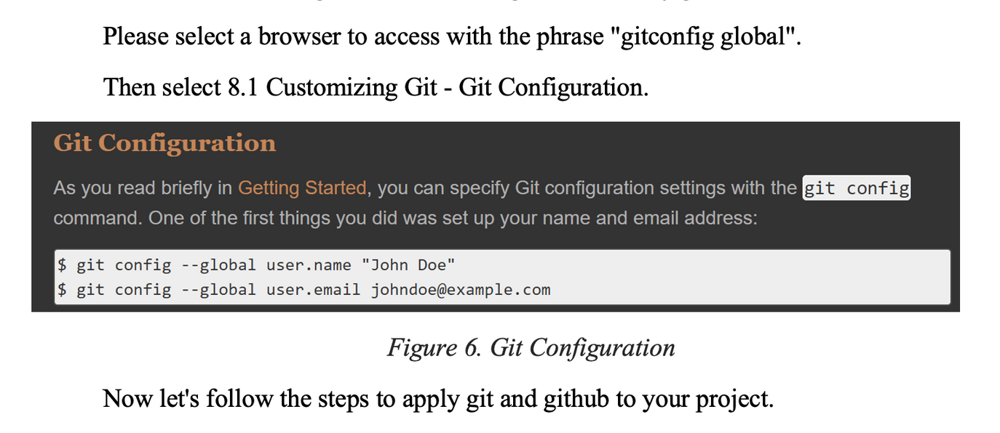 Please select a browser to access with the phrase "gitconfig global".
Then select 8.1 Customizing Git - Git Configuration.
Git Configuration
As you read briefly in Getting Started, you can specify Git configuration settings with the git config
command. One of the first things you did was set up your name and email address:
$ git config --global user.name "John Doe"
$ git config --global user.email johndoe@example.com
Figure 6. Git Configuration
Now let's follow the steps to apply git and github to your project.